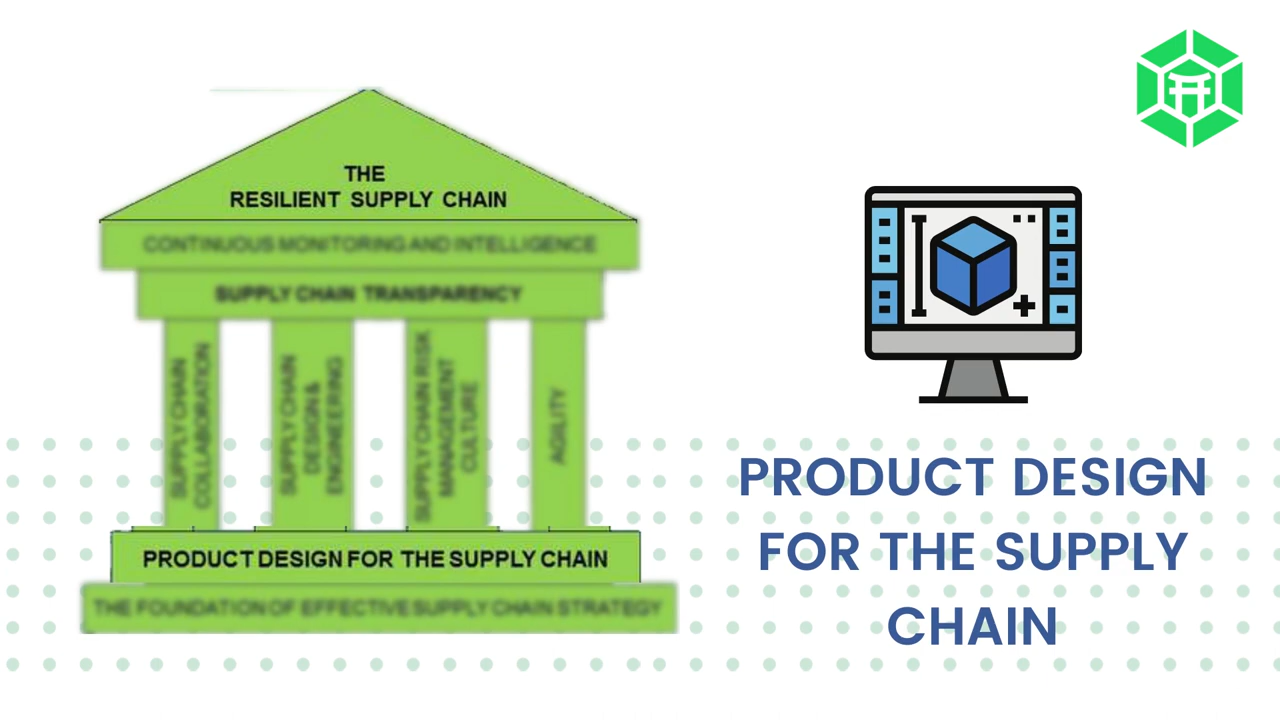 THE
RESILIENT SUPPLY CHAIN
CONTINUOUS MONITORING AND INTELLIGENCE
SUPPLY CHAIN TRANSPARENCY
SUPPLY CHAIN
COLLABORATION
SUPPLY CHAIN
DESIGN &
ENGINEERING
SUPPLY CHAIN RISK
MANAGEMENT
CULTURE
AGILITY
PRODUCT DESIGN FOR THE SUPPLY CHAIN
THE FOUNDATION OF EFFECTIVE SUPPLY CHAIN STRATEGY
PRODUCT DESIGN
FOR THE SUPPLY
CHAIN